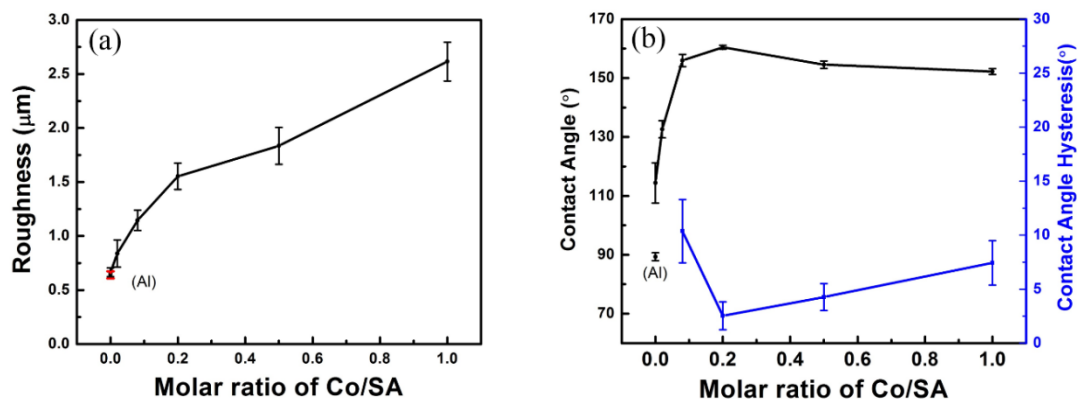 (a)
3.0
2.5
2.0
1.5
1.0
0.5
0.0
Roughness (μm)
(Al)
0.0 0.2 0.4 0.6 0.8 1.0
Molar ratio of Co/SA
(b)
170
150
130
110
90
70
Contact Angle (°)
(Al)
30
25
20
15
10
5
0
Contact Angle Hysteresis(°)
0.0 0.2 0.4 0.6 0.8 1.0
Molar ratio of Co/SA